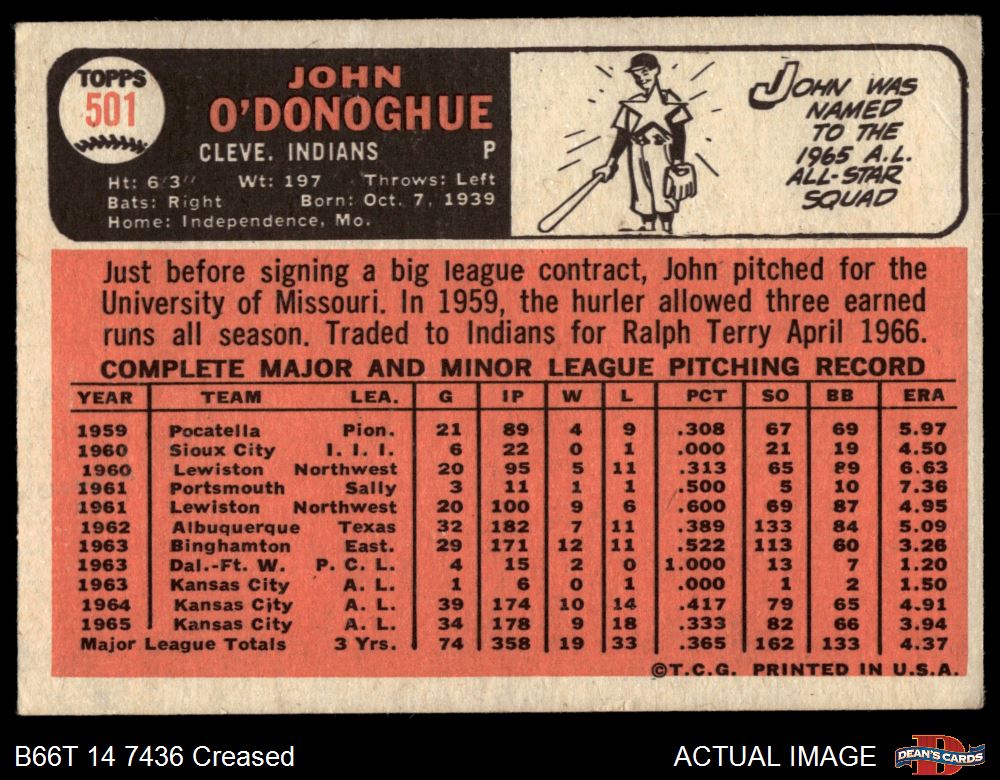 TOPPS
501
JOHN
O'DONOGHUE
CLEVE. INDIANS P
Ht: 6'3" Wt: 197 Throws: Left
Bats: Right Born: Oct. 7, 1939
Home: Independence, Mo.
JOHN WAS
NAMED
TO THE
1965 A.L.
ALL-STAR
SQUAD
Just before signing a big league contract, John pitched for the
University of Missouri. In 1959, the hurler allowed three earned
runs all season. Traded to Indians for Ralph Terry April 1966.
COMPLETE MAJOR AND MINOR LEAGUE PITCHING RECORD
YEAR TEAM LEA. G IP W L PCT SO BB ERA
1959 Pocatella Pion. 21 89 4 9 .308 67 69 5.97
1960 Sioux City I. I. I. 6 22 0 1 .000 21 19 4.50
1960 Lewiston Northwest 20 95 5 11 .313 65 89 6.63
1961 Portsmouth Sally 3 11 1 1 .500 5 10 7.36
1961 Lewiston Northwest 20 100 9 6 .600 69 87 4.95
1962 Albuquerque Texas 32 182 7 11 .389 133 84 5.09
1963 Binghamton East. 29 171 12 11 .522 113 60 3.26
1963 Dal.-Ft. W. P. C. L. 4 15 2 0 1.000 13 7 1.20
1963 Kansas City A. L. 1 6 0 1 .000 1 2 1.50
1964 Kansas City A. L. 39 174 10 14 .417 79 65 4.91
1965 Kansas City A. L. 34 178 9 18 .333 82 66 3.94
Major League Totals 3 Yrs. 74 358 19 33 .365 162 133 4.37
©T.C.G. PRINTED IN U.S.A.
B66T 14 7436 Creased ACTUAL IMAGE DEAN'S CARDS